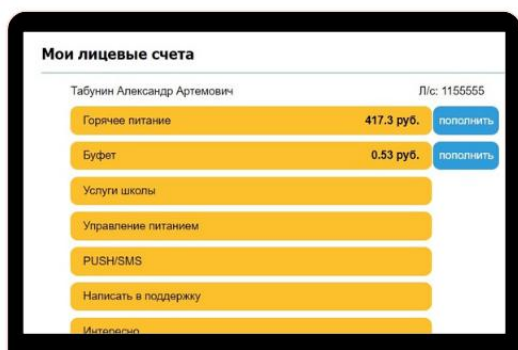 Мои лицевые счета
Табунин Александр Артемович Л/с: 1155555
Горячее питание 417.3 руб. пополнить
Буфет 0.53 руб. пополнить
Услуги школы
Управление питанием
PUSH/SMS
Написать в поддержку
Интересно